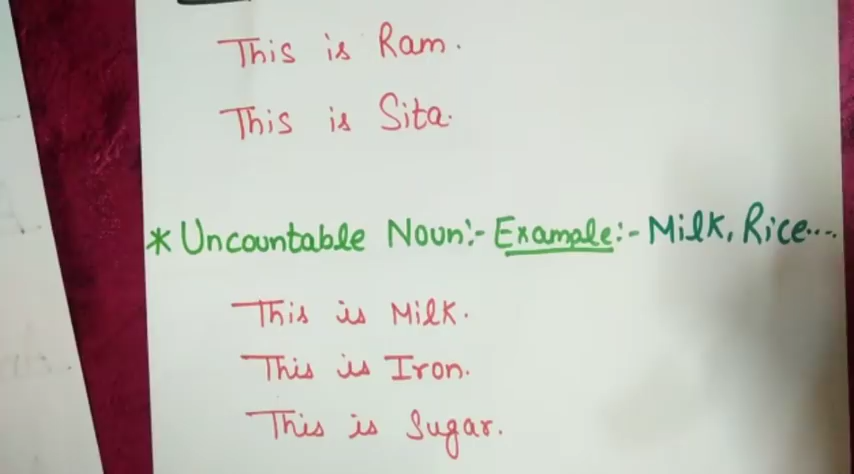 This is Ram.
This is Sita.
* Uncountable Noun:- Example:- Milk, Rice....
This is Milk.
This is Iron.
This is Sugar.